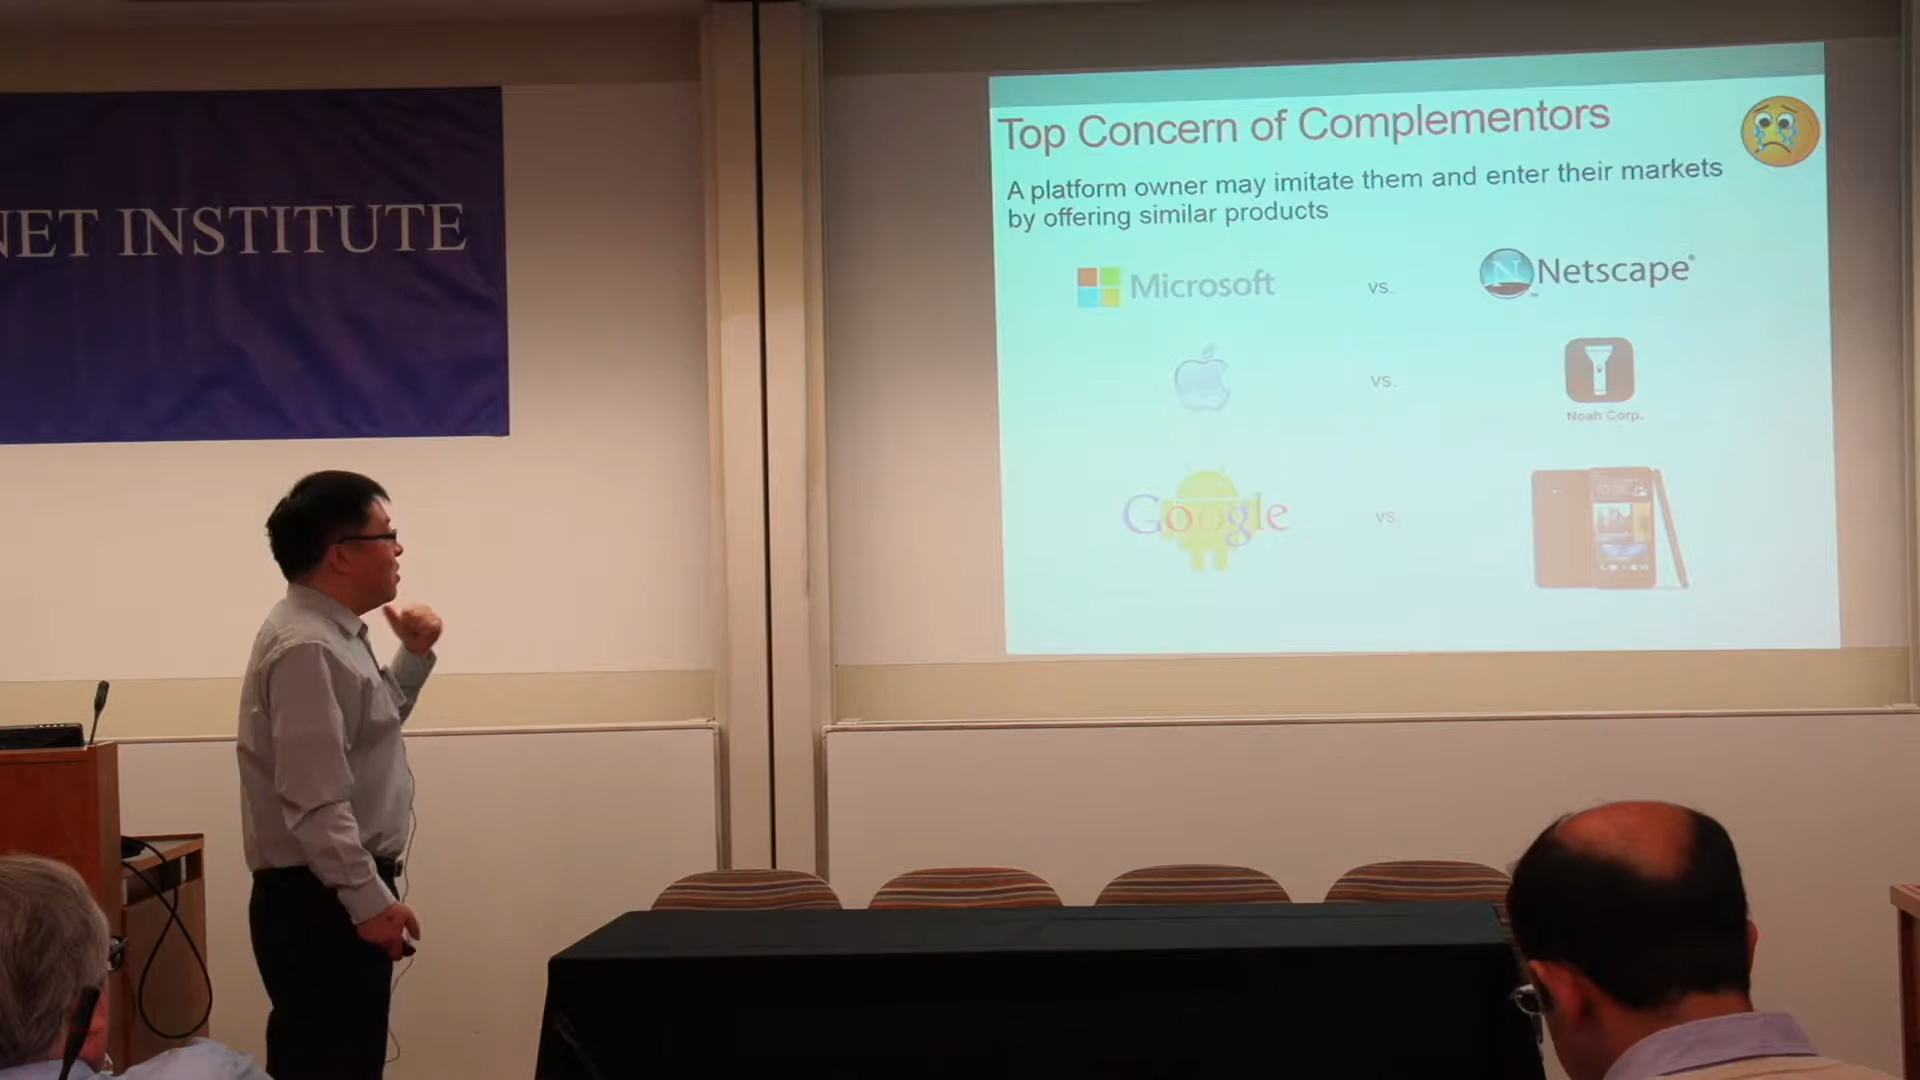 NET INSTITUTE
Top Concern of Complementors
A platform owner may imitate them and enter their markets
by offering similar products
Microsoft vs. Netscape
vs.
Noah Corp.
Google vs.